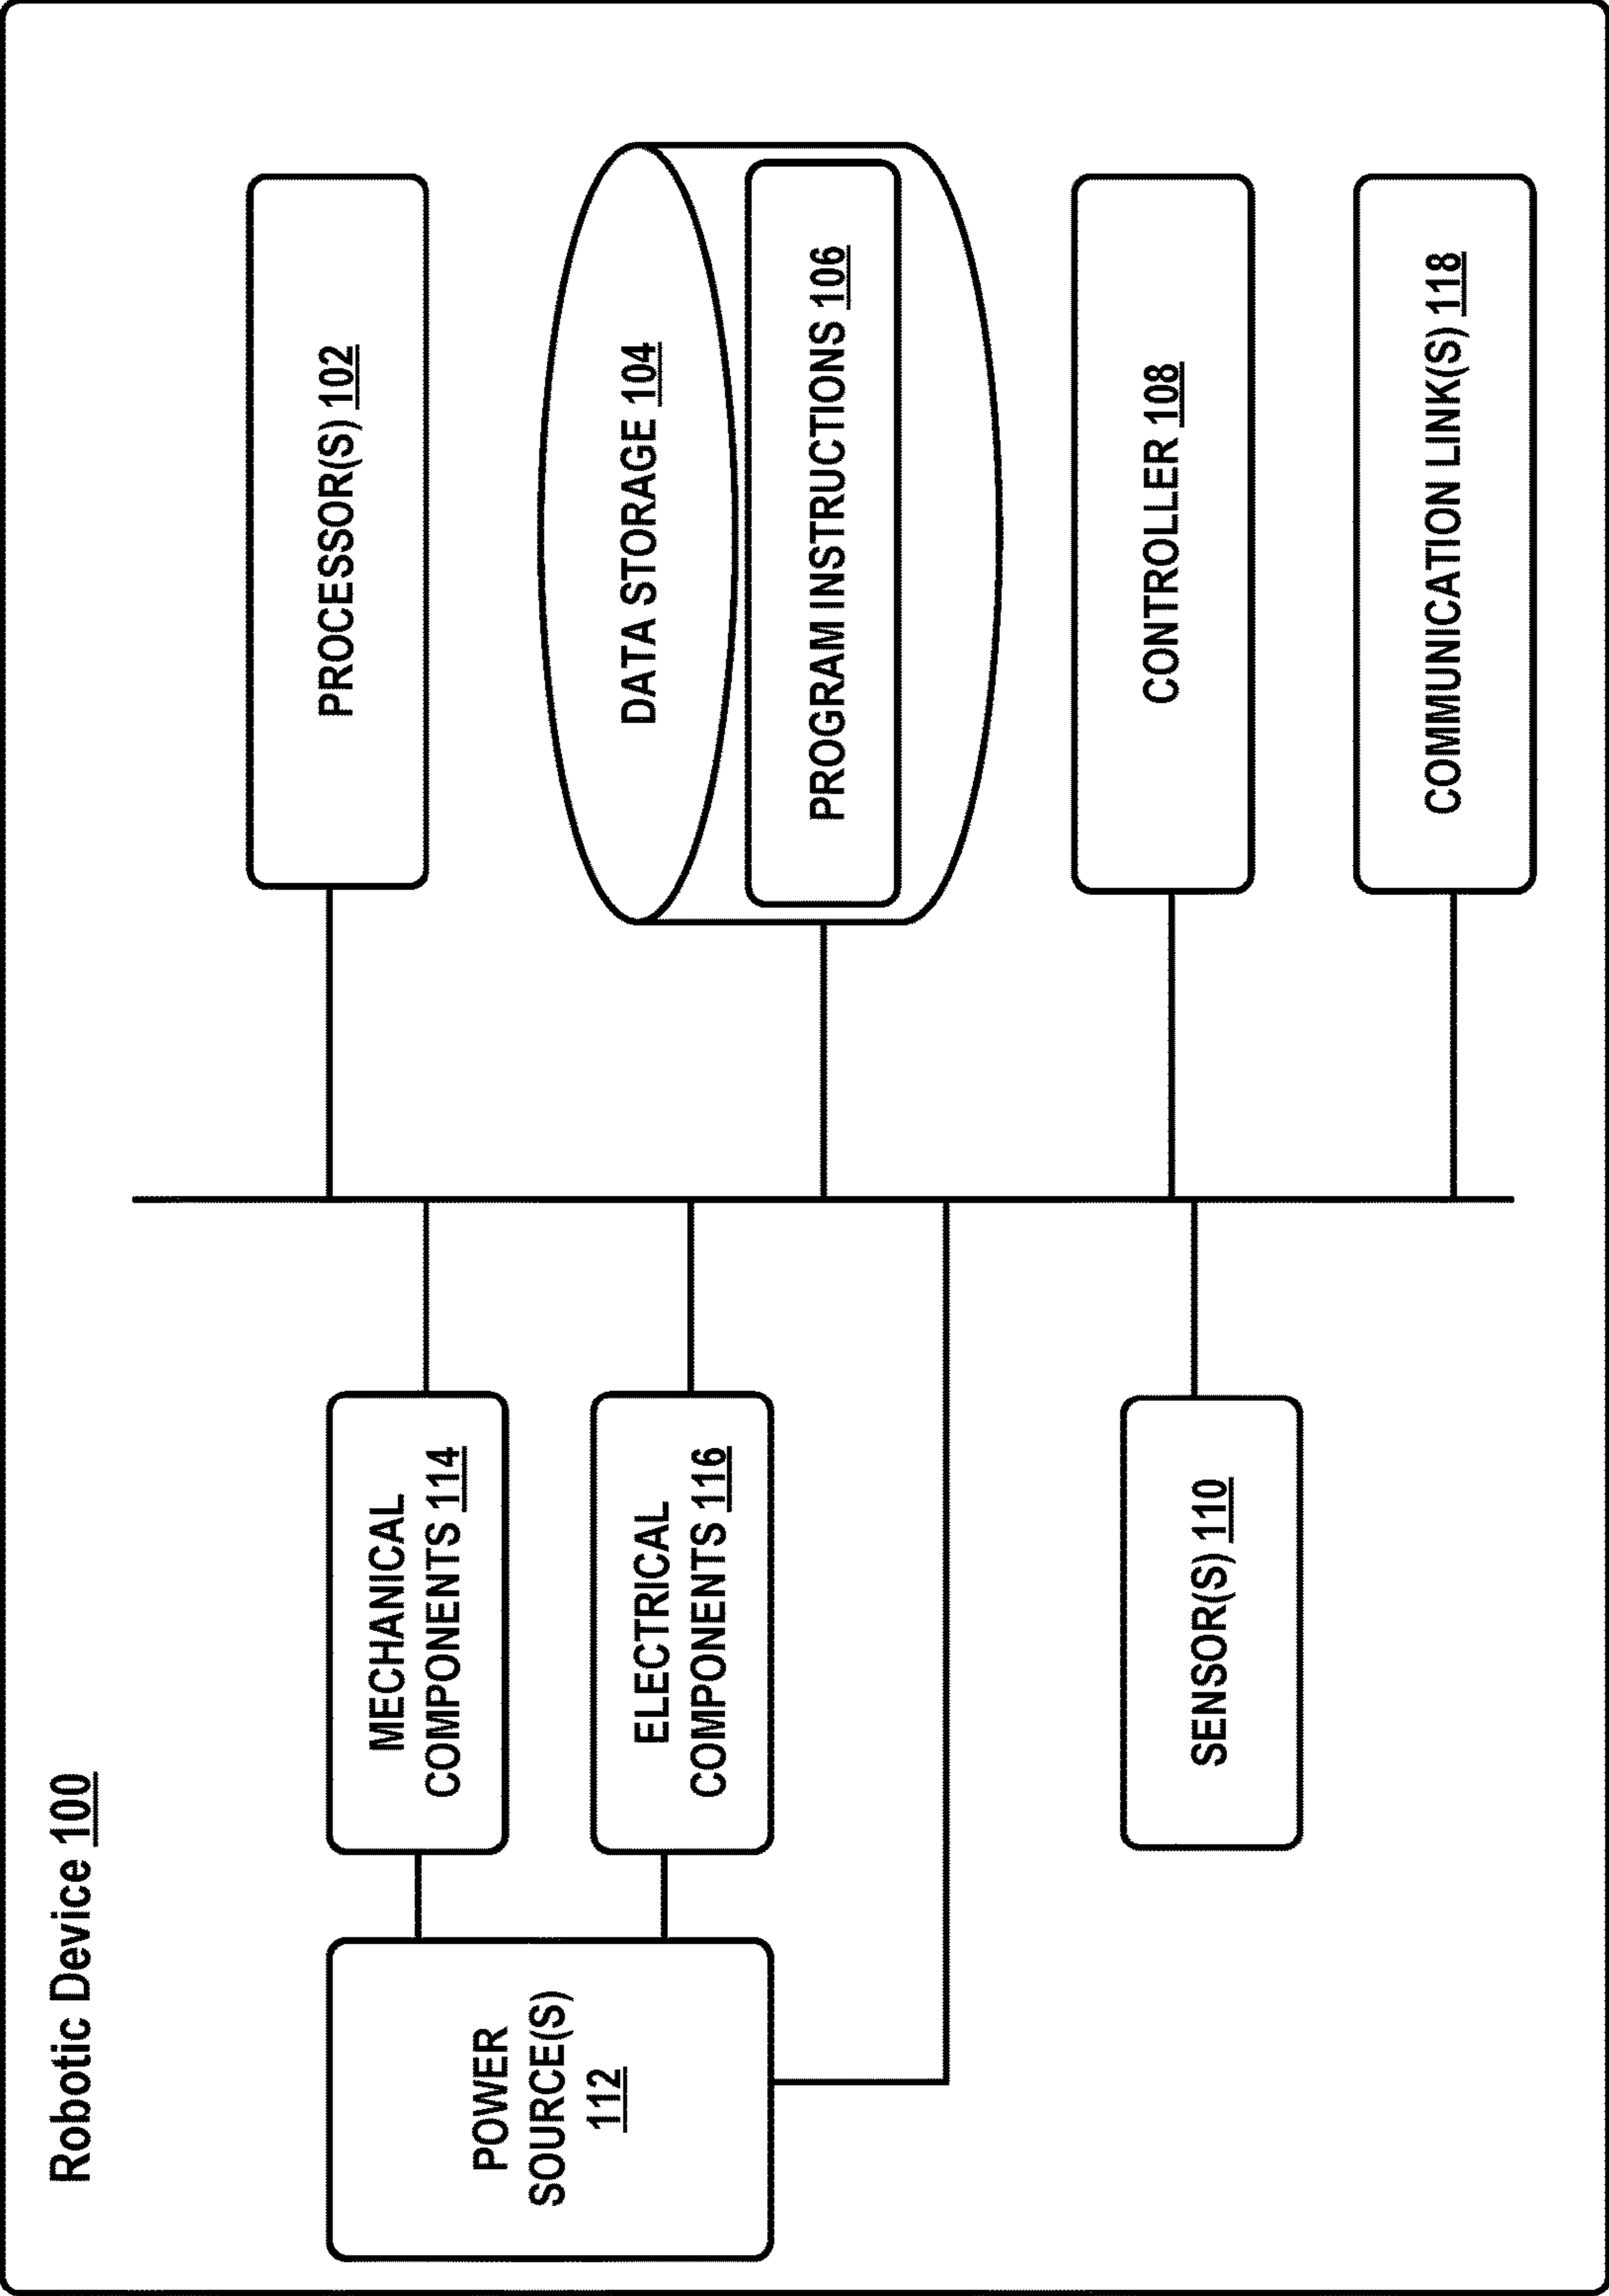 Robotic Device 100
POWER
SOURCE(S)
112
MECHANICAL
COMPONENTS 114
ELECTRICAL
COMPONENTS 116
SENSOR(S) 110
PROCESSOR(S) 102
DATA STORAGE 104
PROGRAM INSTRUCTIONS 106
CONTROLLER 108
COMMUNICATION LINK(S) 118